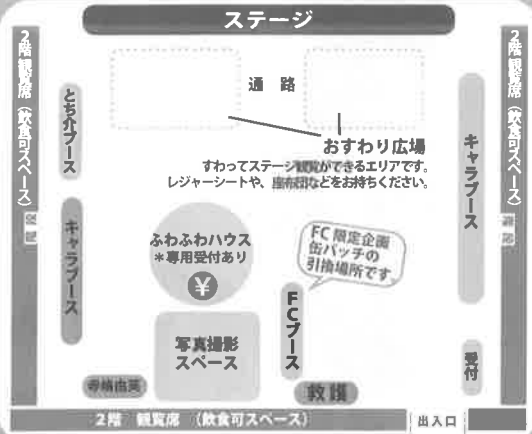 ステージ
2階観覧席（飲食可スペース）
階段
2階観覧席（飲食可スペース）
階段
通路
とち介ブース
おすわり広場
すわってステージ観覧ができるエリアです。
レジャーシートや、座布団などをお持ちください。
キャラブース
キャラブース
ふわふわハウス
＊専用受付あり
¥
FC限定企画
缶バッチの
引換場所です
FCブース
写真撮影
スペース
受付
救護
2階　観覧席　（飲食可スペース）
出入口